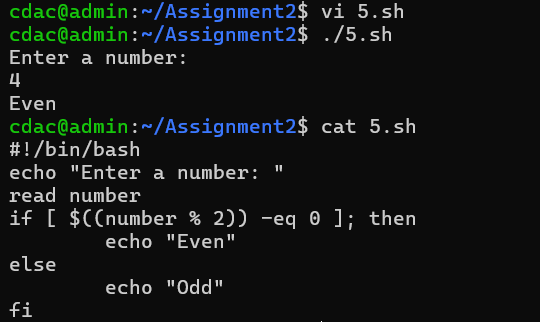 cdac@admin:~/Assignment2$ vi 5.sh
cdac@admin:~/Assignment2$ ./5.sh
Enter a number:
4
Even
cdac@admin:~/Assignment2$ cat 5.sh
#!/bin/bash
echo "Enter a number: "
read number
if [ $((number % 2)) -eq 0 ]; then
        echo "Even"
else
        echo "Odd"
fi